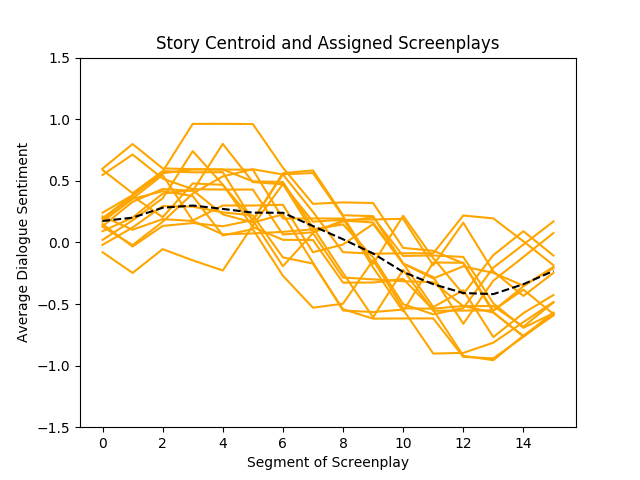 Story Centroid and Assigned Screenplays
1.5
1.0
0.5
0.0
−0.5
−1.0
−1.5
Average Dialogue Sentiment
0 2 4 6 8 10 12 14
Segment of Screenplay